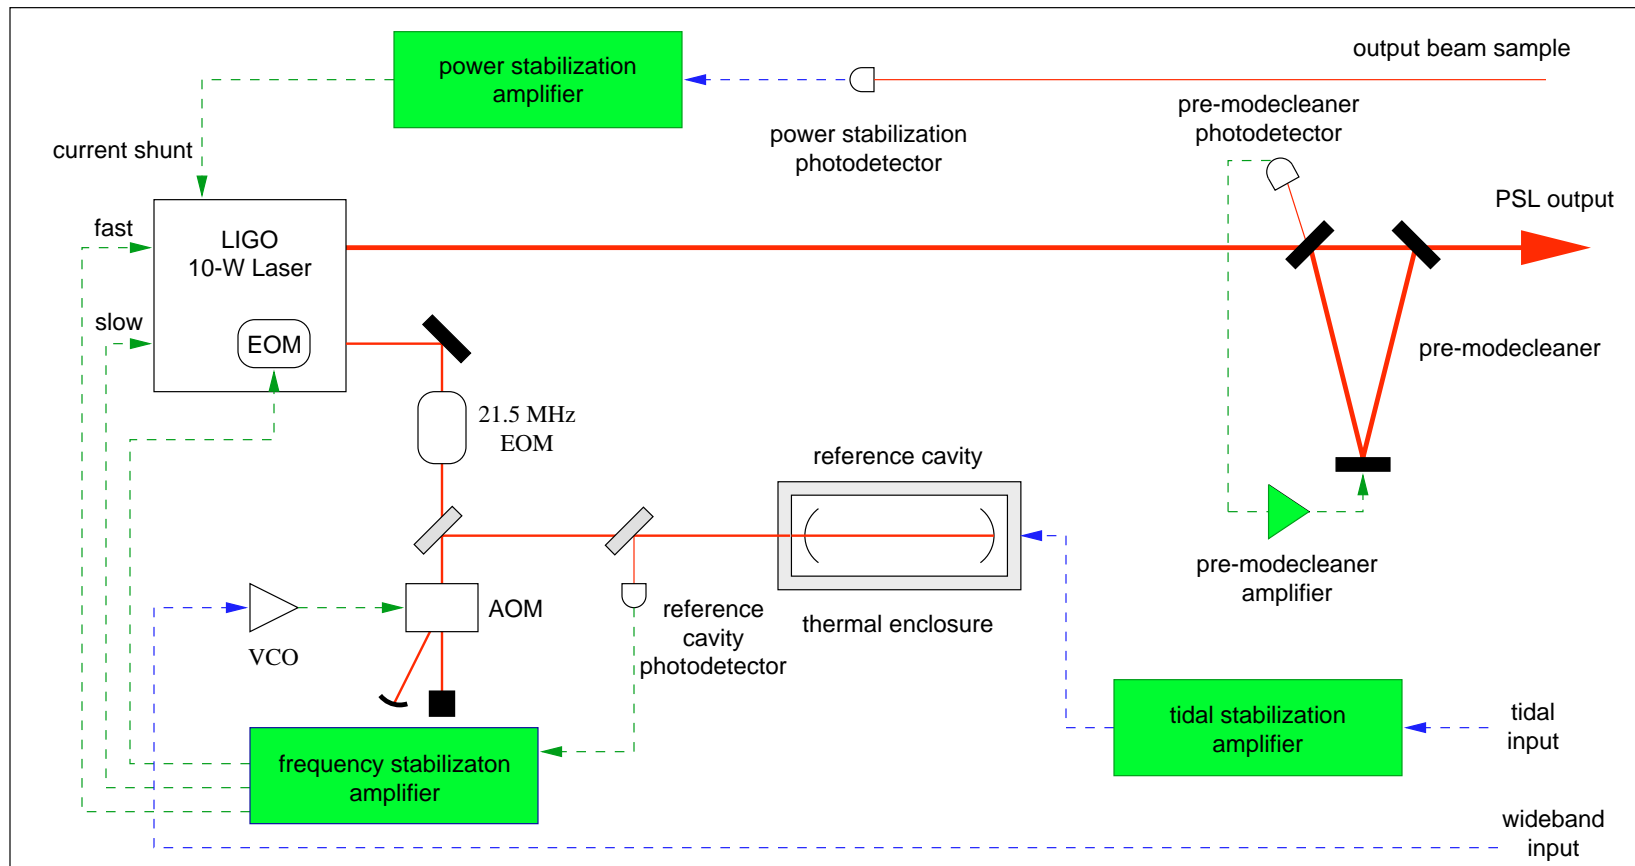 output beam sample
power stabilization
amplifier
pre-modecleaner
photodetector
power stabilization
photodetector
current shunt
fast
LIGO
10-W Laser
PSL output
slow
EOM
pre-modecleaner
21.5 MHz
EOM
reference cavity
pre-modecleaner
amplifier
AOM
reference
cavity
photodetector
thermal enclosure
VCO
tidal stabilization
amplifier
tidal
input
frequency stabilizaton
amplifier
wideband
input